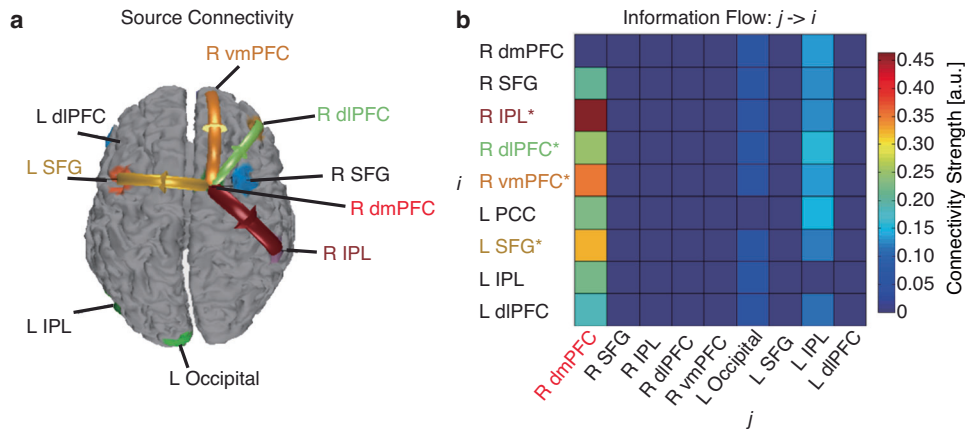 a
Source Connectivity
R vmPFC
L dlPFC
R dlPFC
L SFG
R SFG
R dmPFC
R IPL
L IPL
L Occipital
b
Information Flow: j -> i
R dmPFC
R SFG
R IPL*
R dlPFC*
R vmPFC*
L PCC
L SFG*
L IPL
L dlPFC
i
R dmPFC
R SFG
R IPL
R dlPFC
R vmPFC
L Occipital
L SFG
L IPL
L dlPFC
j
0.45
0.40
0.35
0.30
0.25
0.20
0.15
0.10
0.05
0
Connectivity Strength [a.u.]